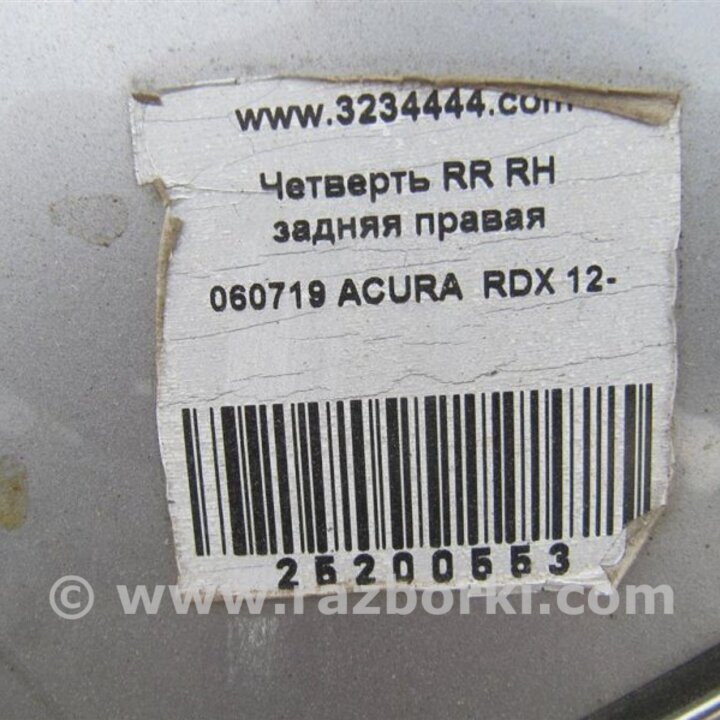 www.3234444.com
Четверть RR RH
задняя правая
060719 ACURA RDX 12-
25200553
© www.razborki.com